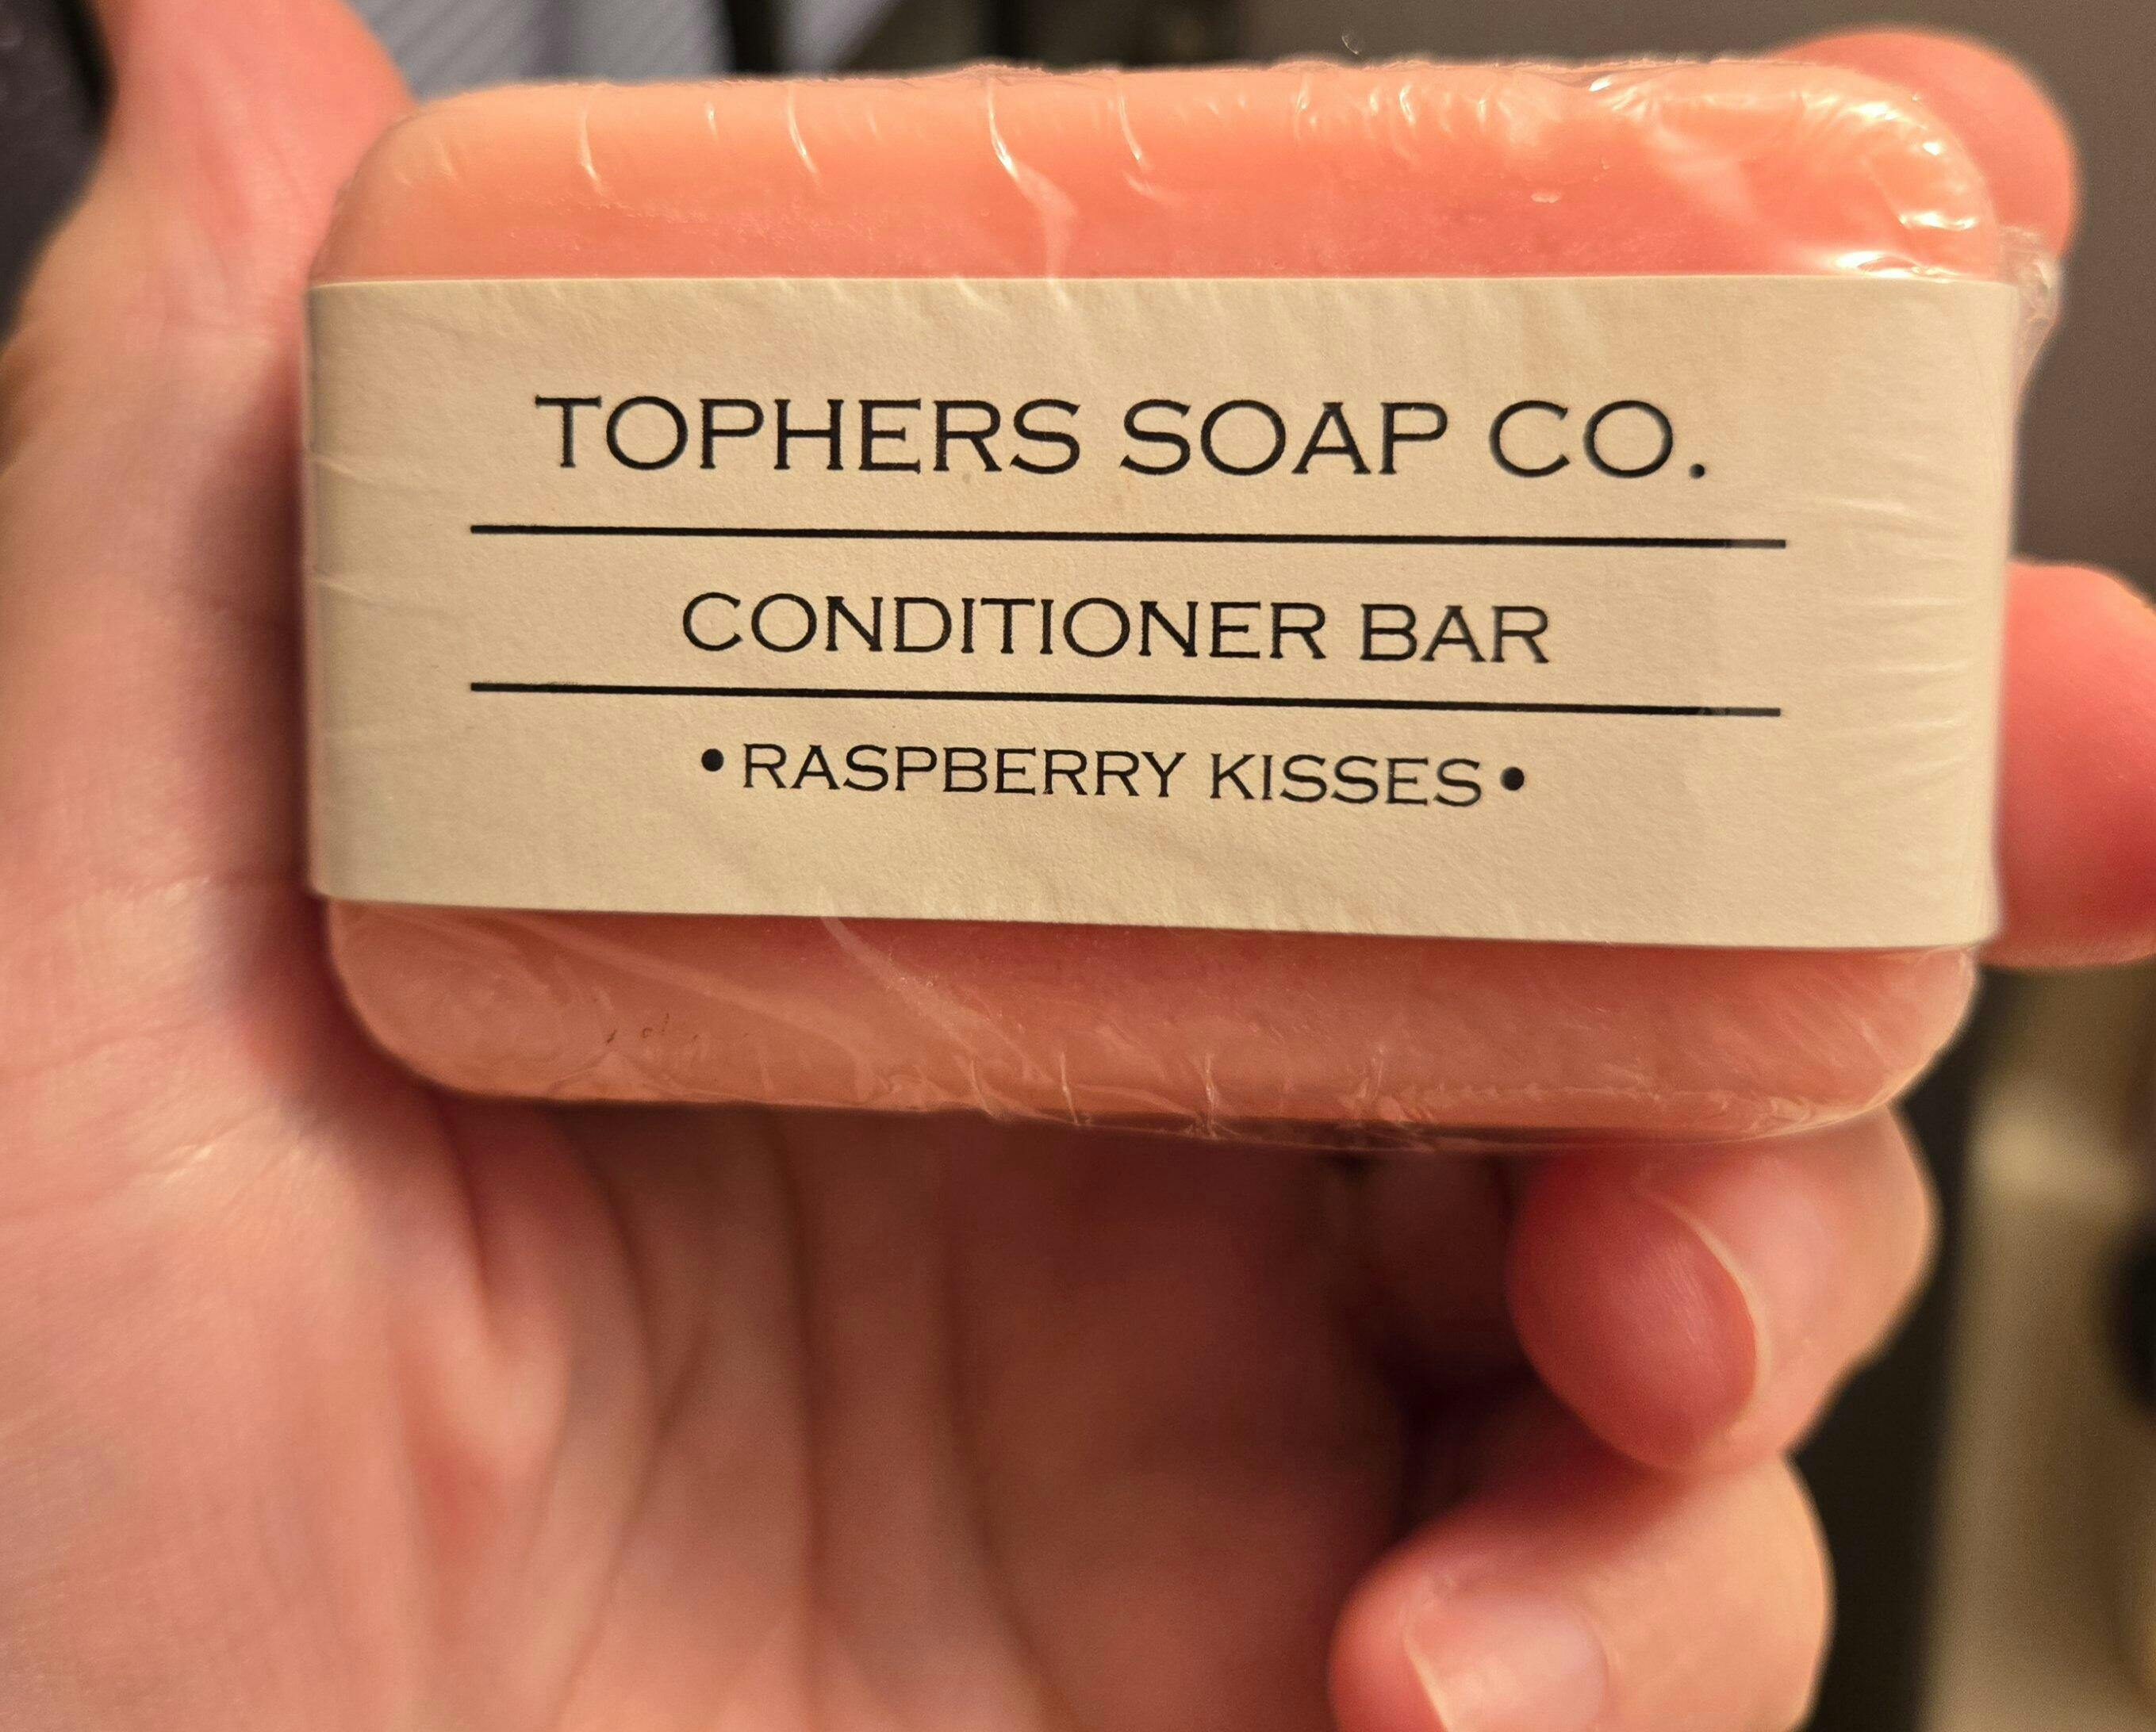 TOPHERS SOAP CO.
CONDITIONER BAR
•RASPBERRY KISSES•